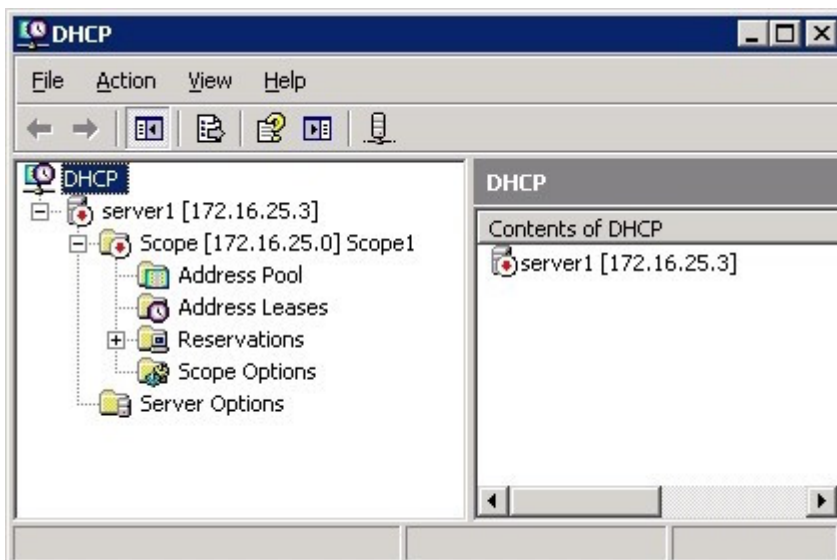 DHCP
File Action View Help
DHCP
server1 [172.16.25.3]
Scope [172.16.25.0] Scope1
Address Pool
Address Leases
Reservations
Scope Options
Server Options
DHCP
Contents of DHCP
server1 [172.16.25.3]